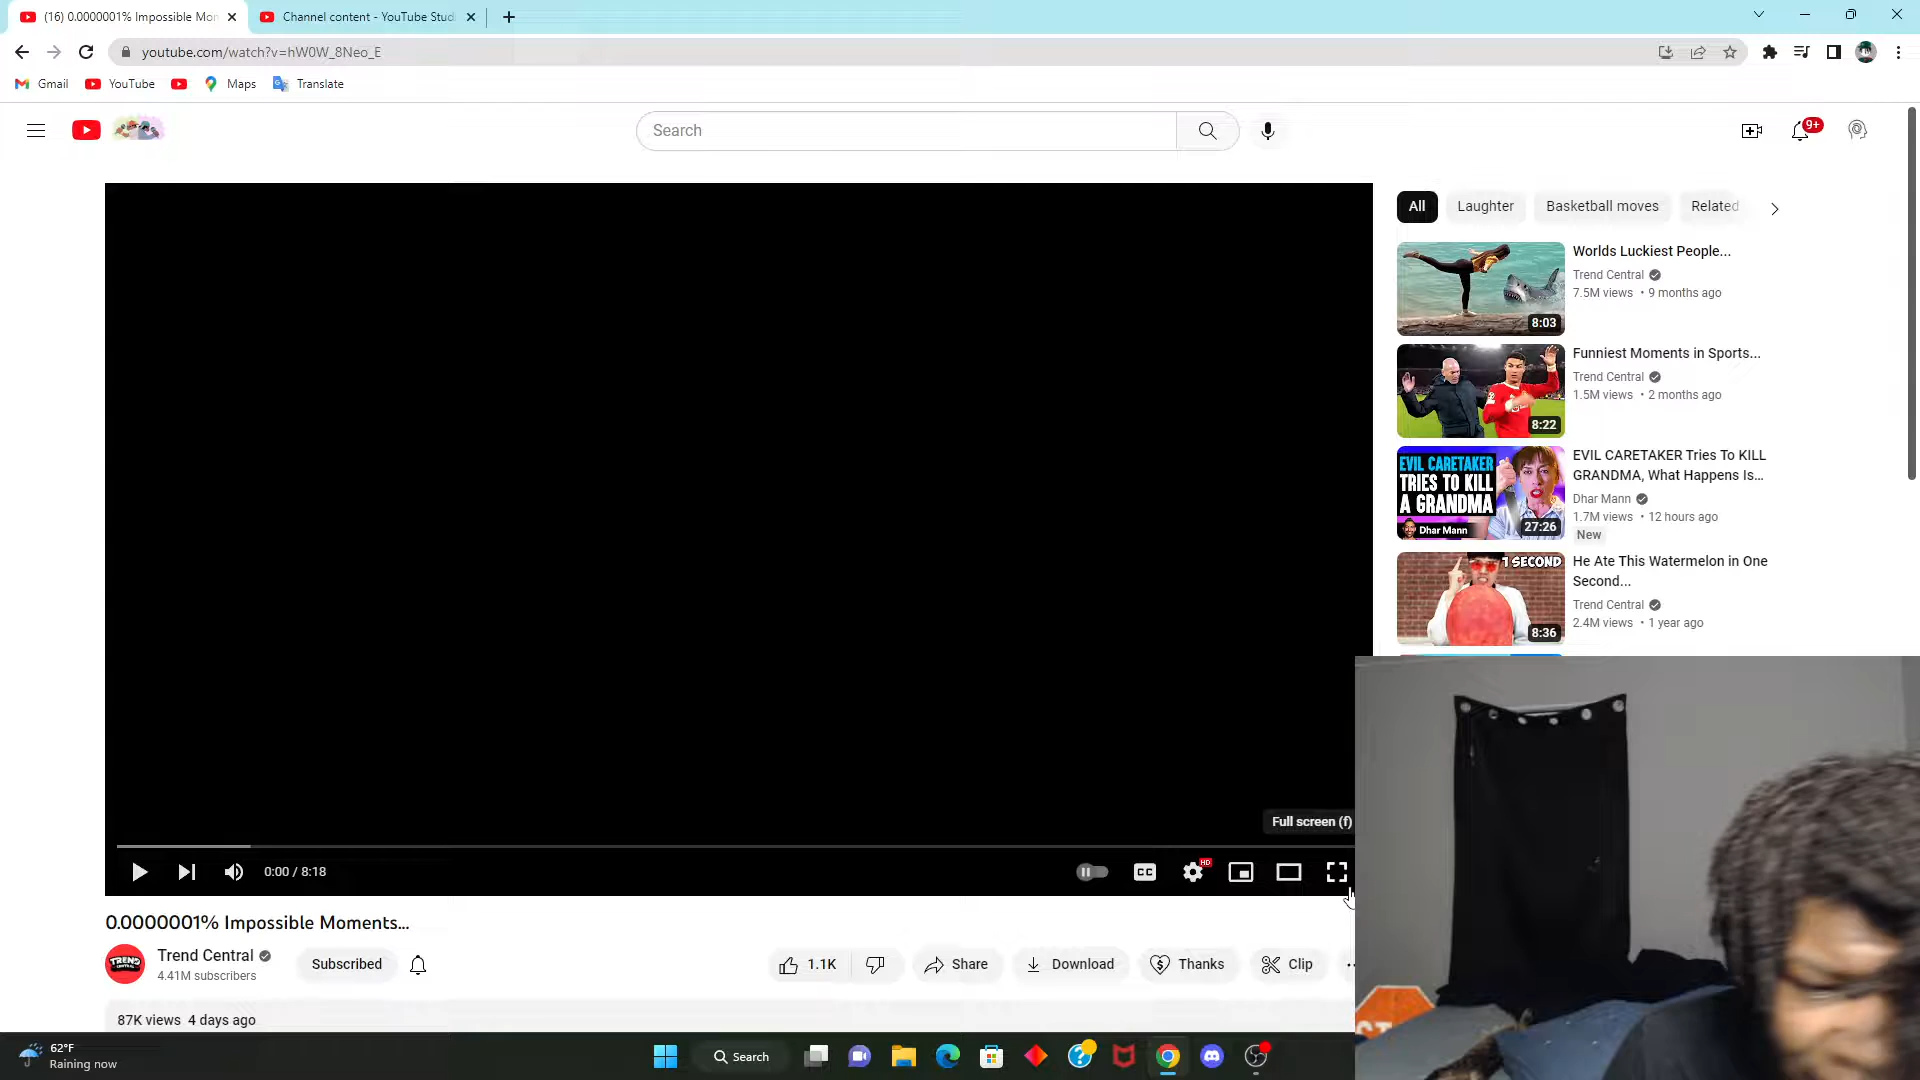 (16) 0.0000001% Impossible Mon
Channel content - YouTube Studi
youtube.com/watch?v=hW0W_8Neo_E
Gmail
YouTube
Maps
Translate
Search
9+
All
Laughter
Basketball moves
Related
Worlds Luckiest People...
Trend Central
7.5M views • 9 months ago
8:03
Funniest Moments in Sports...
Trend Central
1.5M views • 2 months ago
8:22
EVIL CARETAKER
TRIES TO KILL
A GRANDMA
Dhar Mann
27:26
EVIL CARETAKER Tries To KILL
GRANDMA, What Happens Is...
Dhar Mann
1.7M views • 12 hours ago
New
1 SECOND
8:36
He Ate This Watermelon in One
Second...
Trend Central
2.4M views • 1 year ago
Full screen (f)
0:00 / 8:18
CC
HD
0.0000001% Impossible Moments...
TREND
CENTRAL
Trend Central
4.41M subscribers
Subscribed
1.1K
Share
Download
Thanks
Clip
87K views 4 days ago
62°F
Raining now
Search